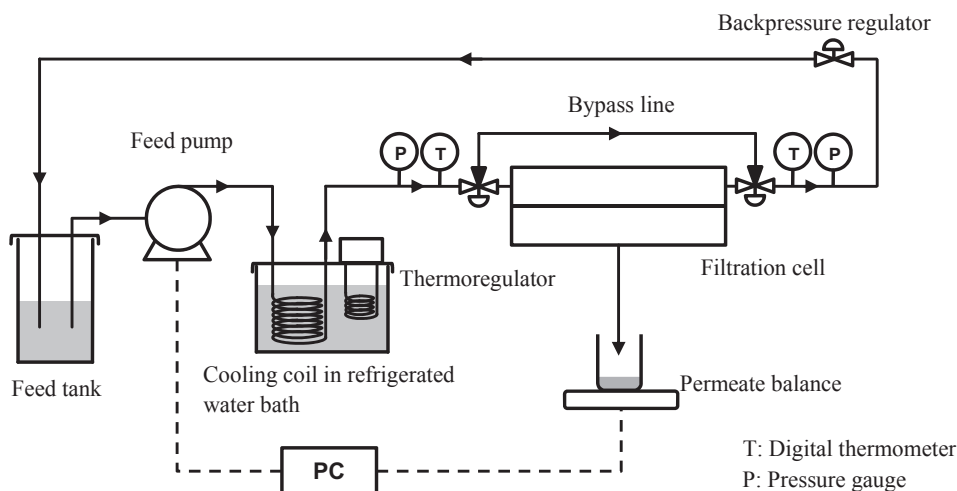 Backpressure regulator
Bypass line
Feed pump
P
T
T
P
Thermoregulator
Filtration cell
Feed tank
Cooling coil in refrigerated
water bath
Permeate balance
PC
T: Digital thermometer
P: Pressure gauge